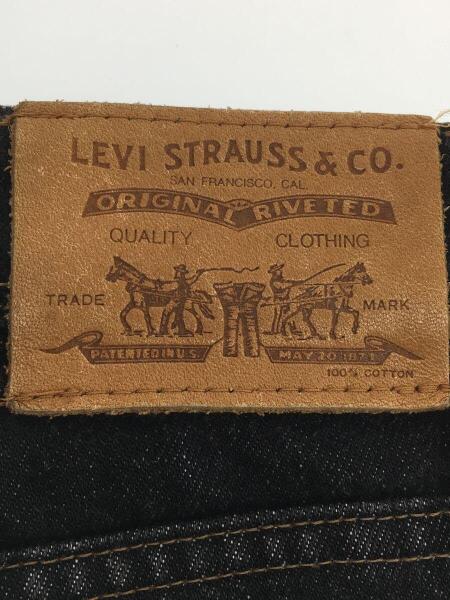 LEVI STRAUSS & CO.
SAN FRANCISCO, CAL.
ORIGINAL RIVETED
QUALITY CLOTHING
TRADE MARK
PATENTED IN U.S. MAY 20 1873
100% COTTON